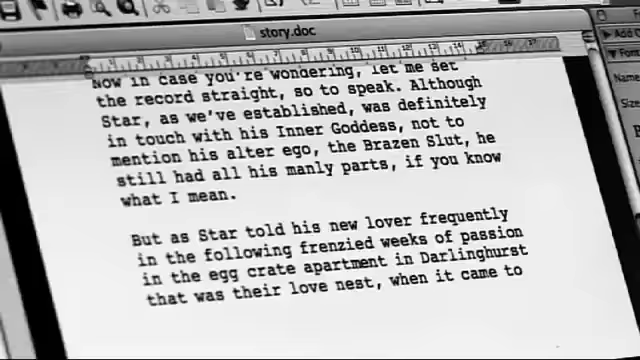 story.doc
Now in case you're wondering, let me set
the record straight, so to speak. Although
Star, as we've established, was definitely
in touch with his Inner Goddess, not to
mention his alter ego, the Brazen Slut, he
still had all his manly parts, if you know
what I mean.
But as Star told his new lover frequently
in the following frenzied weeks of passion
in the egg crate apartment in Darlinghurst
that was their love nest, when it came to
Add
Fon
Name
Size